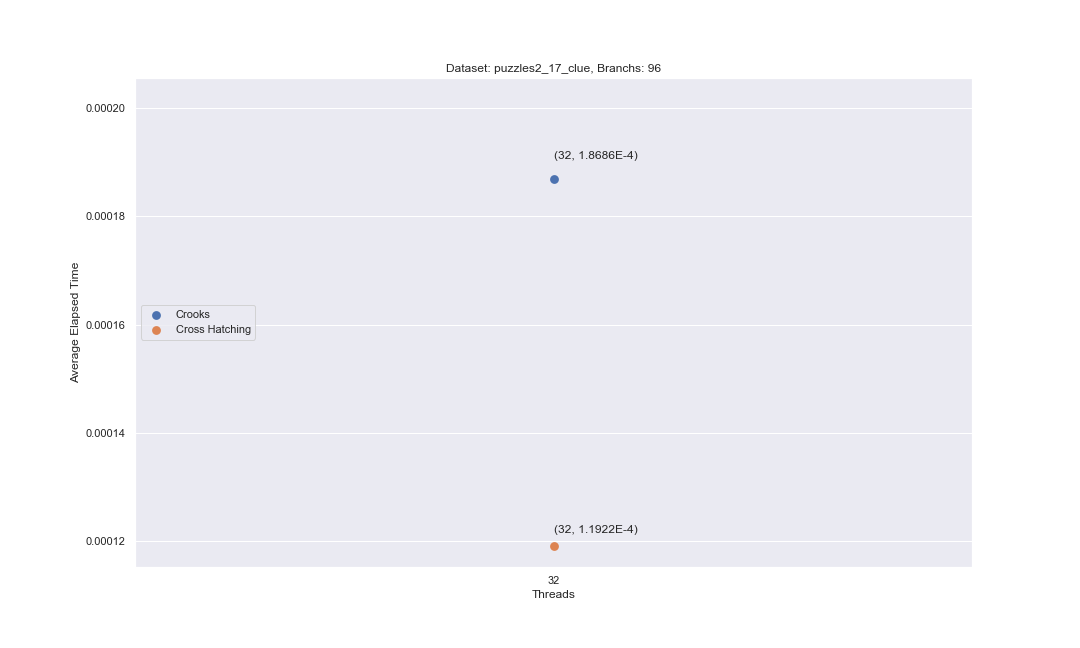 Dataset: puzzles2_17_clue, Branchs: 96
0.00020
(32, 1.8686E-4)
0.00018
Crooks
Cross Hatching
0.00016
Average Elapsed Time
0.00014
(32, 1.1922E-4)
0.00012
32
Threads